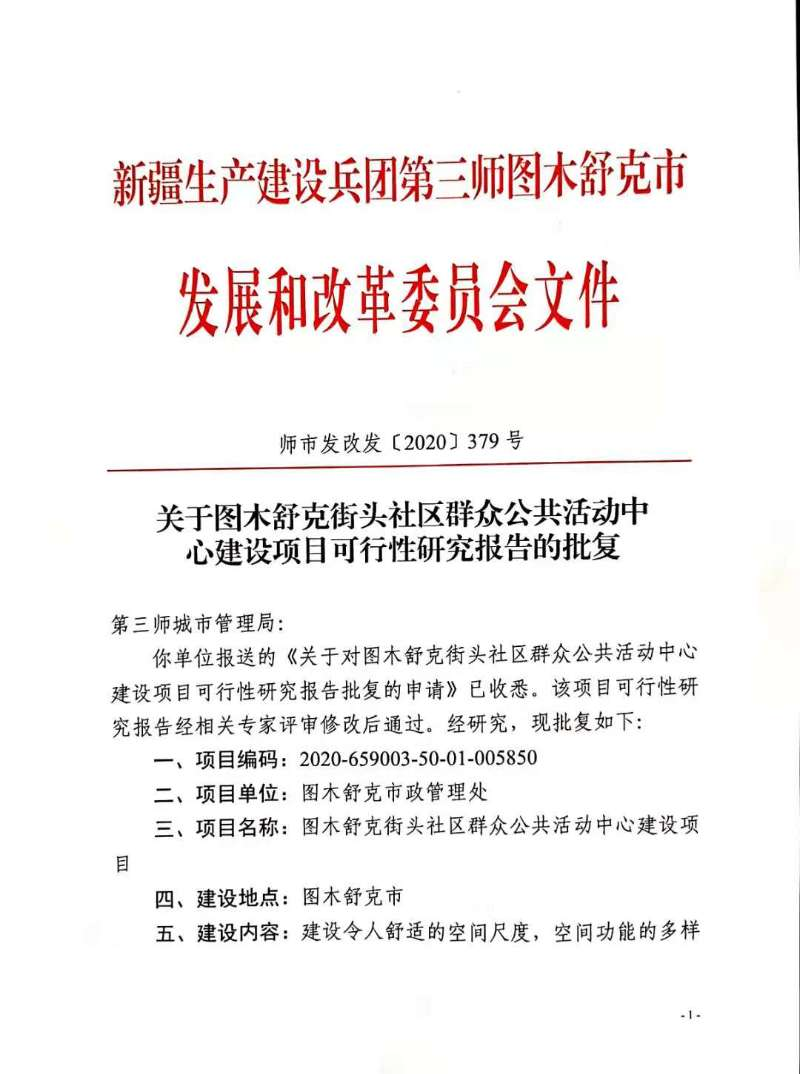 新疆生产建设兵团第三师图木舒克市
发展和改革委员会文件
师市发改发〔2020〕379号
关于图木舒克街头社区群众公共活动中
心建设项目可行性研究报告的批复
第三师城市管理局：
你单位报送的《关于对图木舒克街头社区群众公共活动中心
建设项目可行性研究报告批复的申请》已收悉。该项目可行性研
究报告经相关专家评审修改后通过。经研究，现批复如下：
一、项目编码：2020-659003-50-01-005850
二、项目单位：图木舒克市政管理处
三、项目名称：图木舒克街头社区群众公共活动中心建设项
目
四、建设地点：图木舒克市
五、建设内容：建设令人舒适的空间尺度，空间功能的多样
-1-